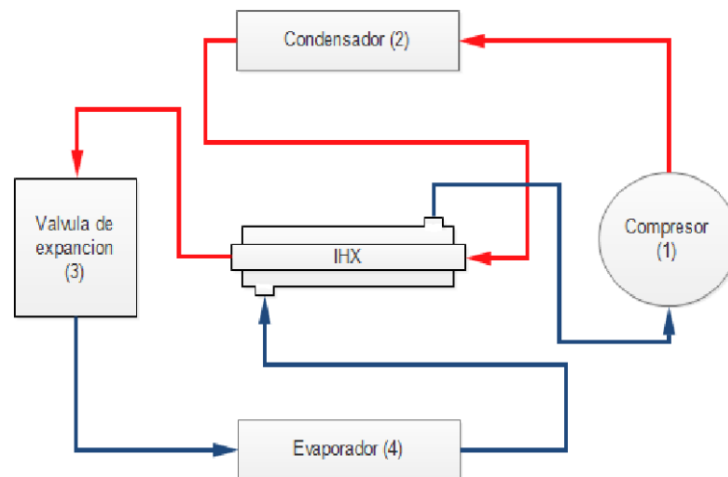 Condensador (2)
Valvula de
expancion
(3)
IHX
Compresor
(1)
Evaporador (4)